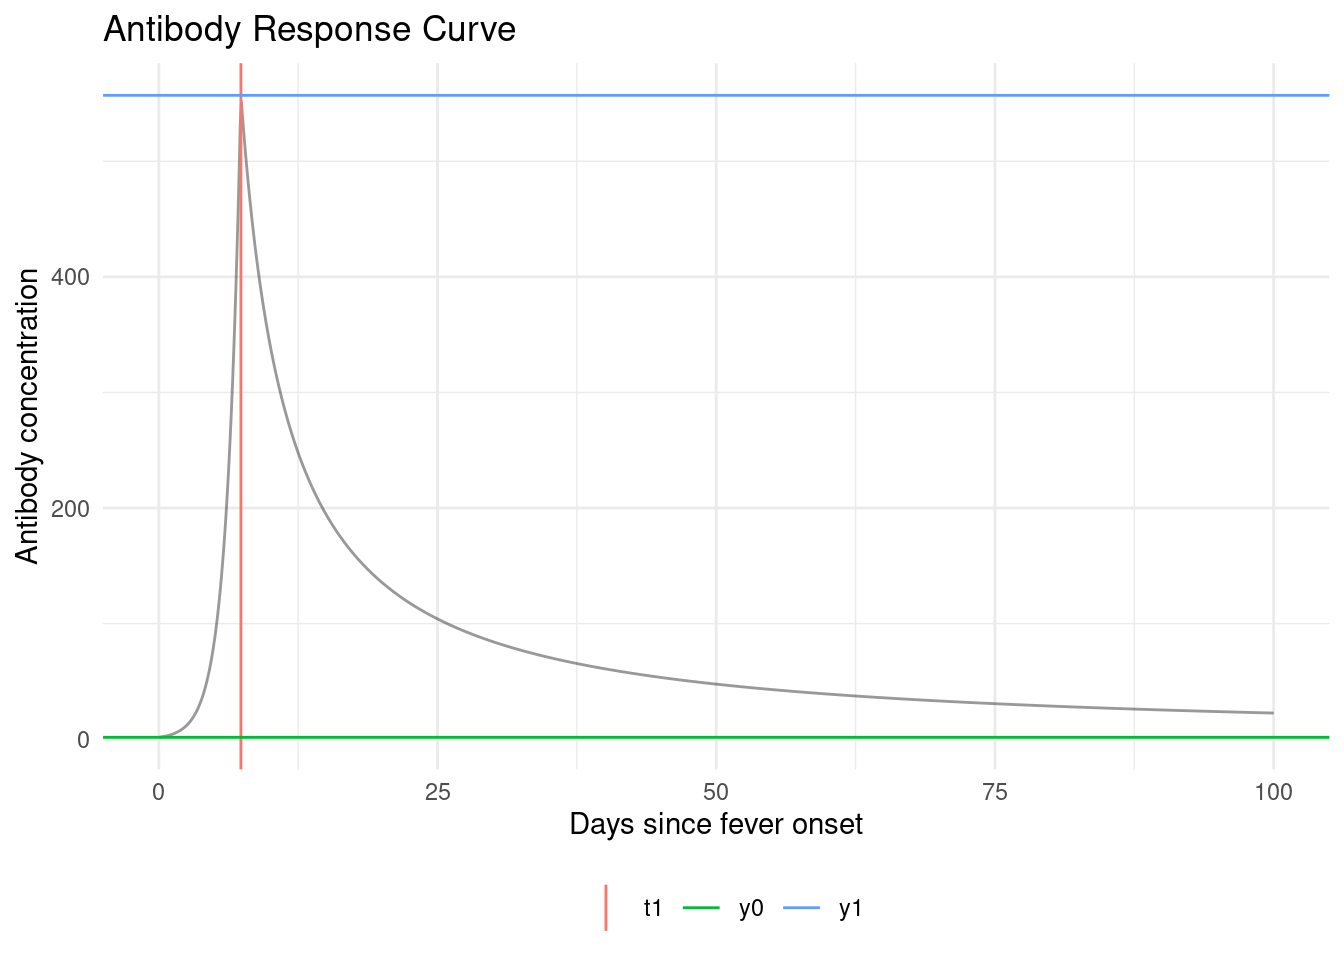 Antibody Response Curve
Antibody concentration
400
200
0
0 25 50 75 100
Days since fever onset
t1 y0 y1